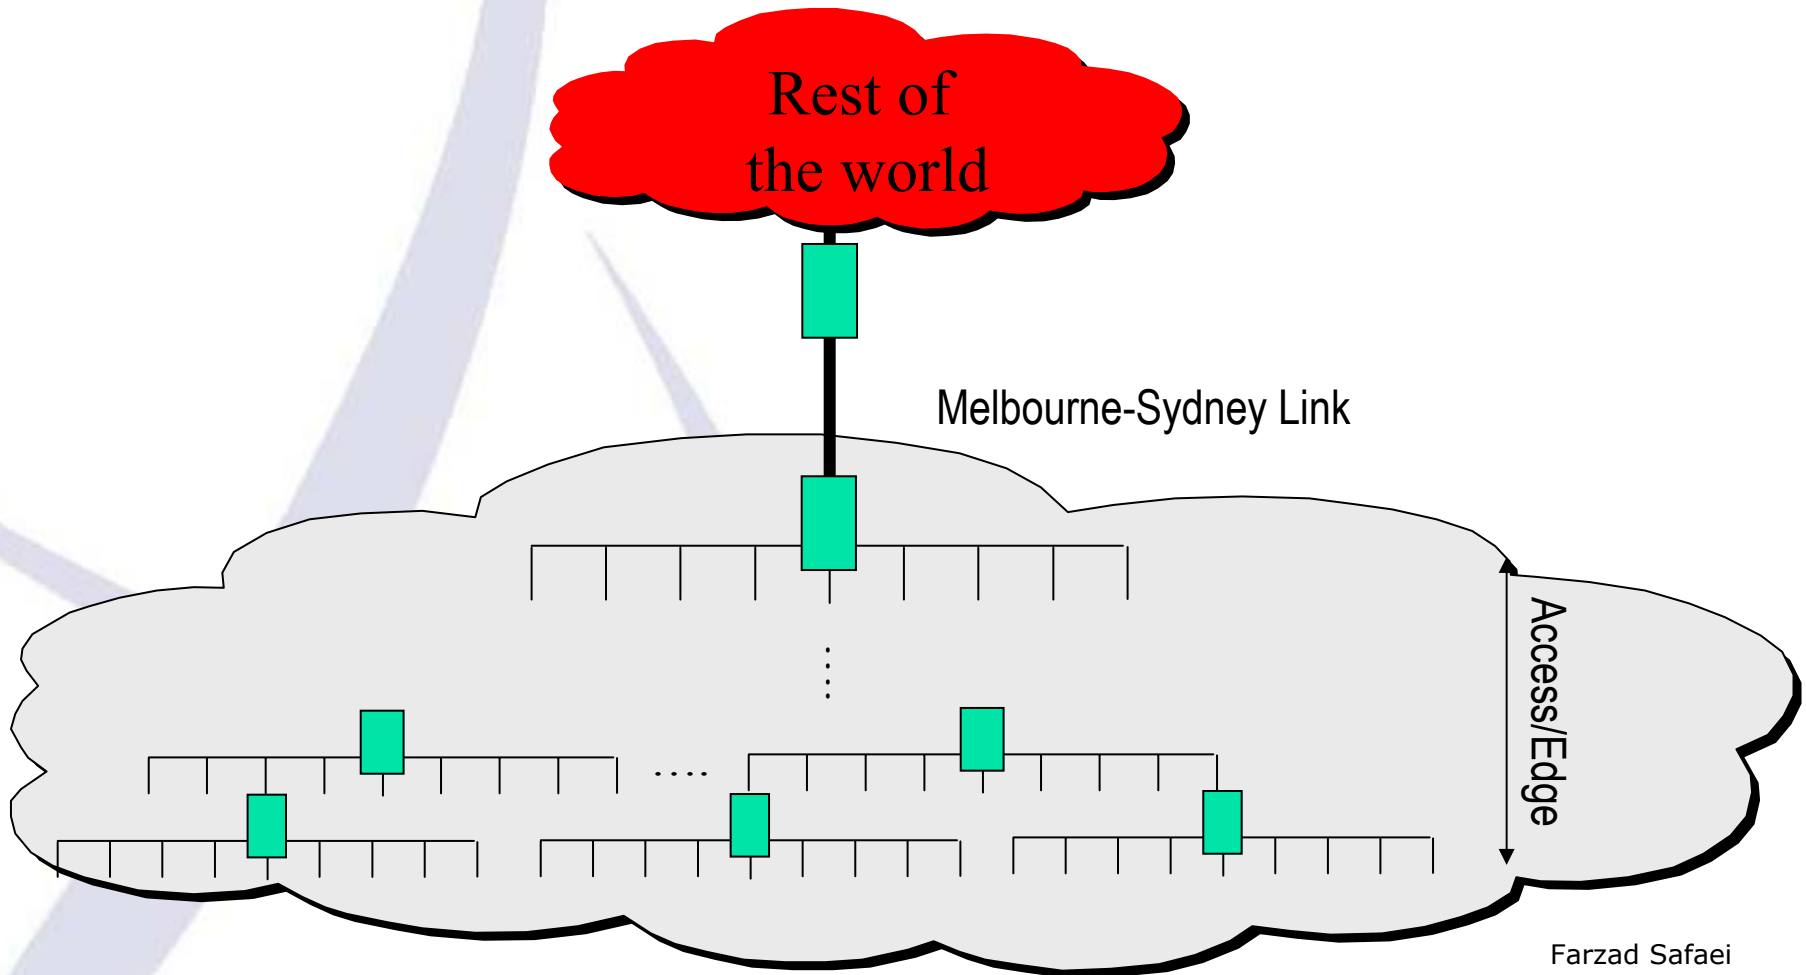 Rest of
the world
Melbourne-Sydney Link
Access/Edge
Farzad Safaei